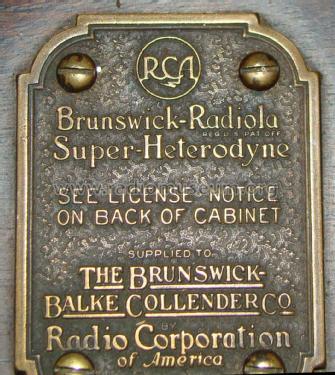 RCA
Brunswick-Radiola
REG. U.S. PAT. OFF.
Super-Heterodyne
SEE LICENSE NOTICE
ON BACK OF CABINET
SUPPLIED TO
THE BRUNSWICK-
BALKE COLLENDER CO
BY
Radio Corporation
of America